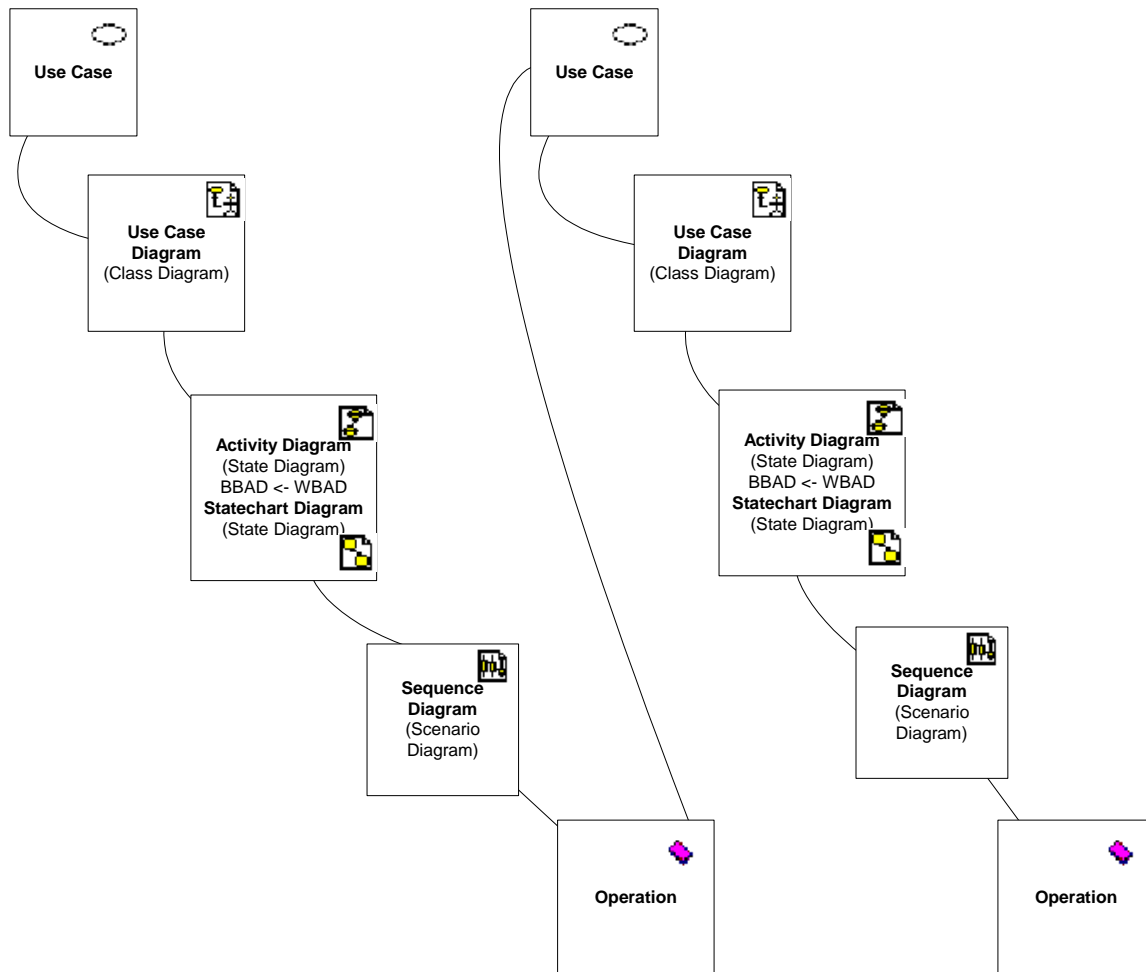 Use Case
Use Case
Diagram
(Class Diagram)
Activity Diagram
(State Diagram)
BBAD <- WBAD
Statechart Diagram
(State Diagram)
Sequence
Diagram
(Scenario
Diagram)
Operation
Use Case
Use Case
Diagram
(Class Diagram)
Activity Diagram
(State Diagram)
BBAD <- WBAD
Statechart Diagram
(State Diagram)
Sequence
Diagram
(Scenario
Diagram)
Operation